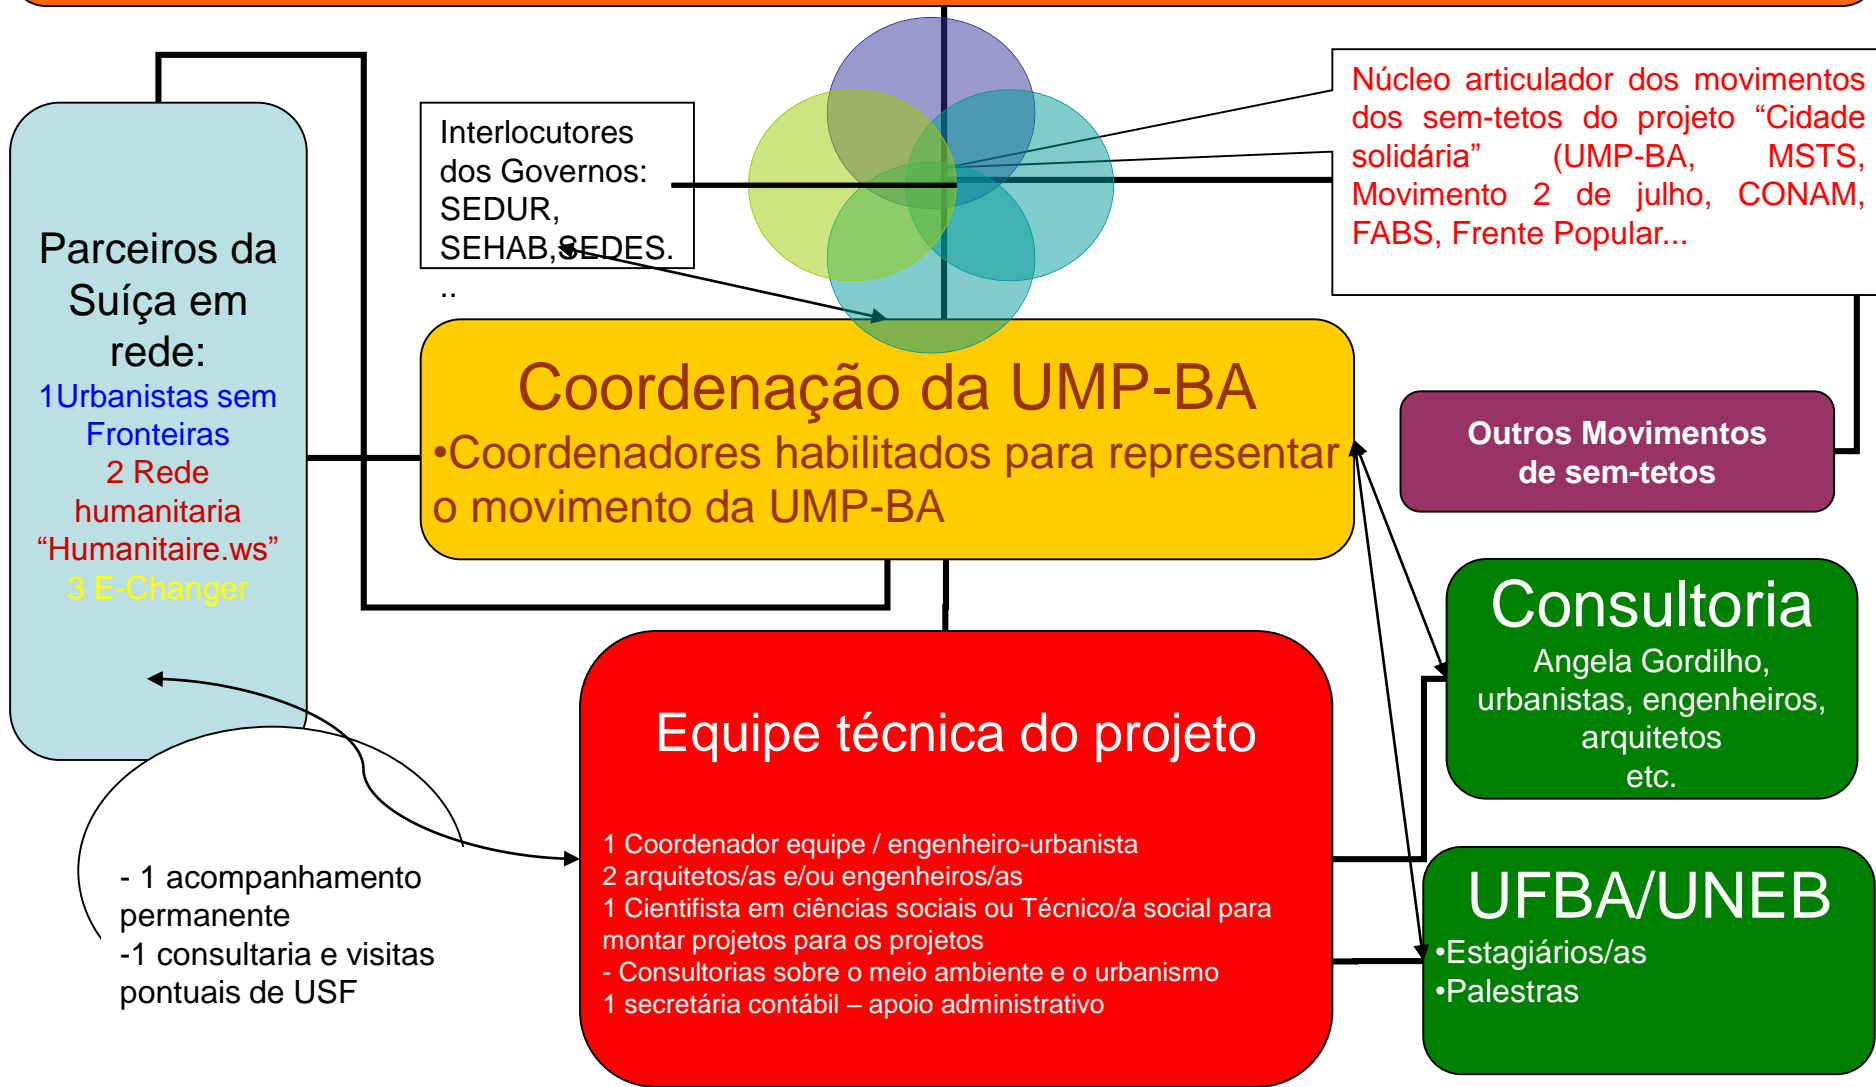 Núcleo articulador dos movimentos
dos sem-tetos do projeto “Cidade
solidária” (UMP-BA, MSTS,
Movimento 2 de julho, CONAM,
FABS, Frente Popular...
Interlocutores
dos Governos:
SEDUR,
SEHAB,SEDES.
..
Parceiros da
Suíça em
rede:
1Urbanistas sem
Fronteiras
2 Rede
humanitaria
“Humanitaire.ws”
3 E-Changer
Coordenação da UMP-BA
•Coordenadores habilitados para representar
o movimento da UMP-BA
Outros Movimentos
de sem-tetos
Consultoria
Angela Gordilho,
urbanistas, engenheiros,
arquitetos
etc.
Equipe técnica do projeto
1 Coordenador equipe / engenheiro-urbanista
2 arquitetos/as e/ou engenheiros/as
1 Cientifista em ciências sociais ou Técnico/a social para
montar projetos para os projetos
- Consultorias sobre o meio ambiente e o urbanismo
1 secretária contábil – apoio administrativo
UFBA/UNEB
•Estagiários/as
•Palestras
- 1 acompanhamento
permanente
-1 consultaria e visitas
pontuais de USF